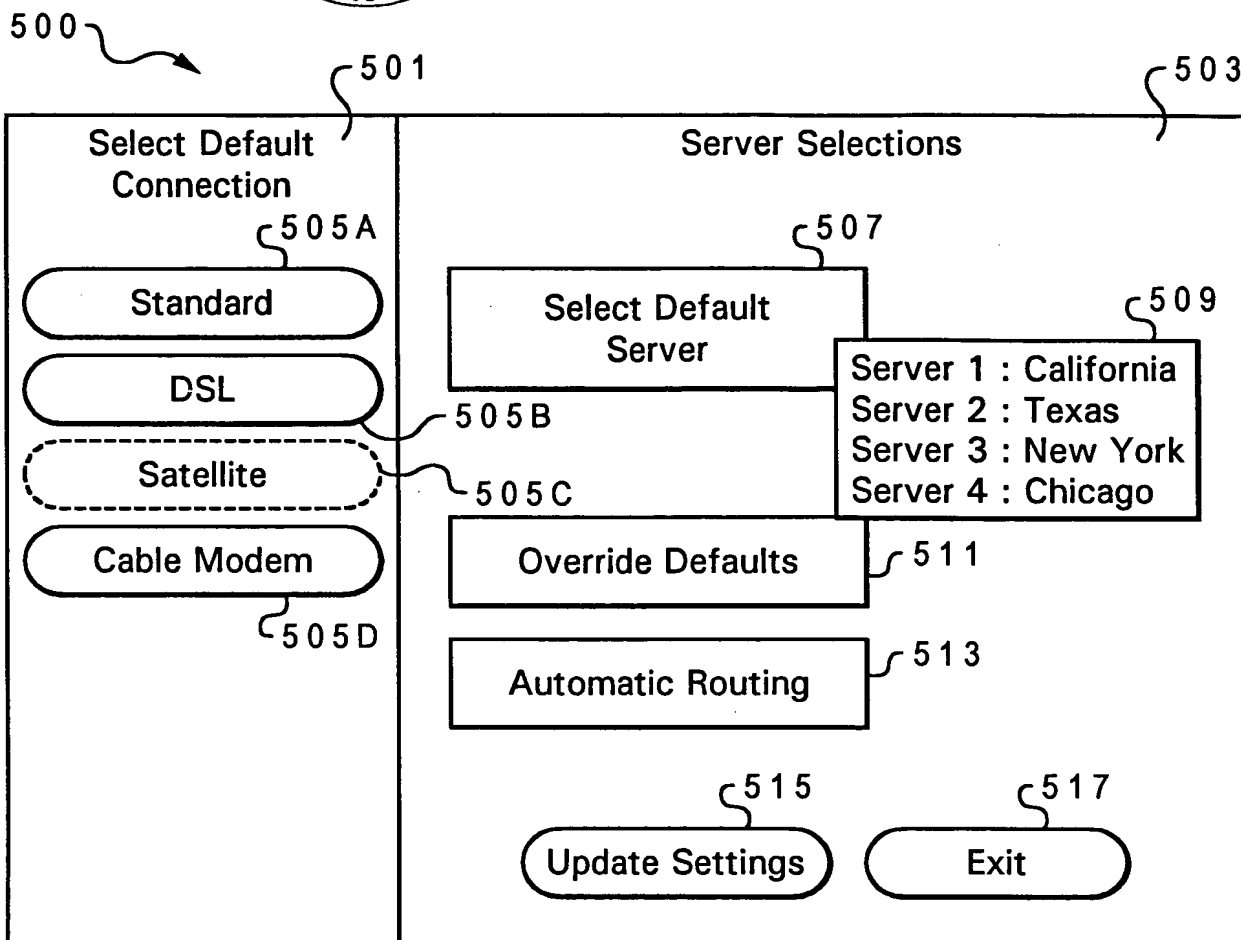 500
501
503
Select Default
Connection
Server Selections
505A
507
Standard
Select Default
Server
509
DSL
505B
Server 1 : California
Server 2 : Texas
Server 3 : New York
Server 4 : Chicago
Satellite
505C
Cable Modem
505D
Override Defaults
511
Automatic Routing
513
515
517
Update Settings
Exit